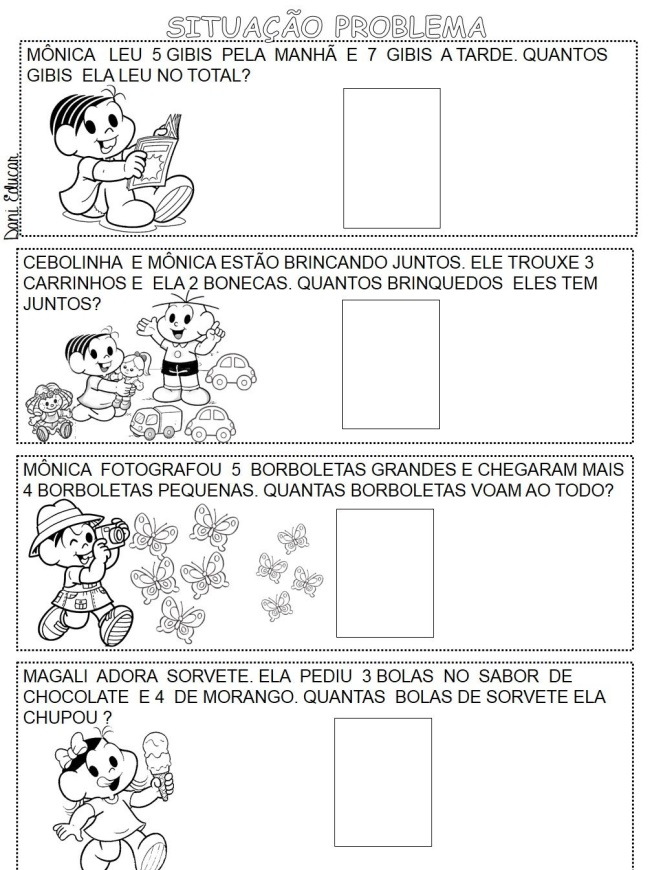 SITUAÇÃO PROBLEMA
MÔNICA LEU 5 GIBIS PELA MANHÃ E 7 GIBIS A TARDE. QUANTOS
GIBIS ELA LEU NO TOTAL?
Dani Educar
CEBOLINHA E MÔNICA ESTÃO BRINCANDO JUNTOS. ELE TROUXE 3
CARRINHOS E ELA 2 BONECAS. QUANTOS BRINQUEDOS ELES TEM
JUNTOS?
MÔNICA FOTOGRAFOU 5 BORBOLETAS GRANDES E CHEGARAM MAIS
4 BORBOLETAS PEQUENAS. QUANTAS BORBOLETAS VOAM AO TODO?
MAGALI ADORA SORVETE. ELA PEDIU 3 BOLAS NO SABOR DE
CHOCOLATE E 4 DE MORANGO. QUANTAS BOLAS DE SORVETE ELA
CHUPOU ?